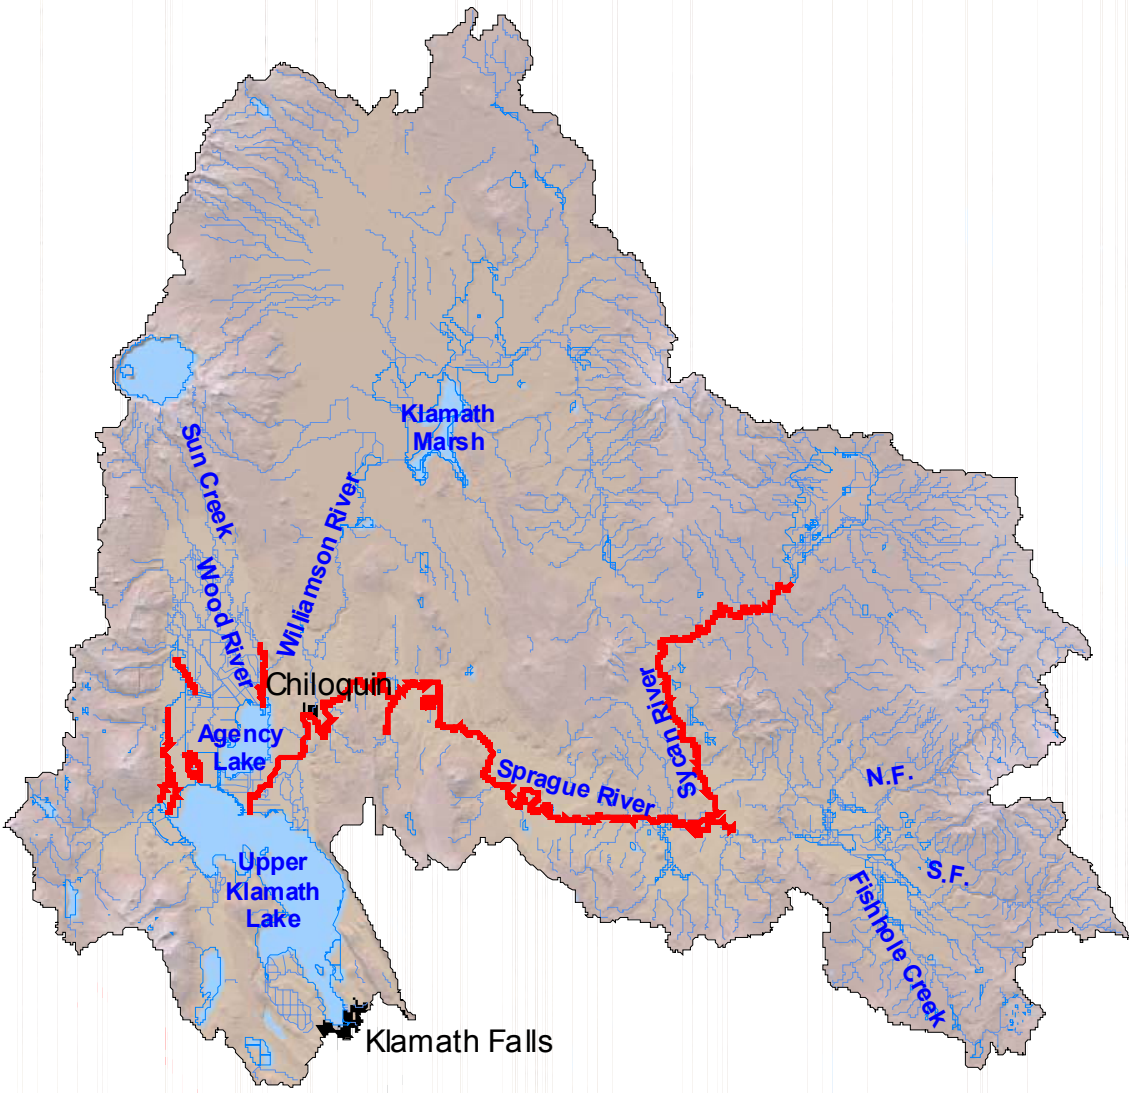 Klamath
Marsh
Sun Creek
Williamson River
Wood River
Chiloquin
Sycan River
Agency
Lake
Sprague River
N.F.
S.F.
Upper
Klamath
Lake
Fishhole Creek
Klamath Falls